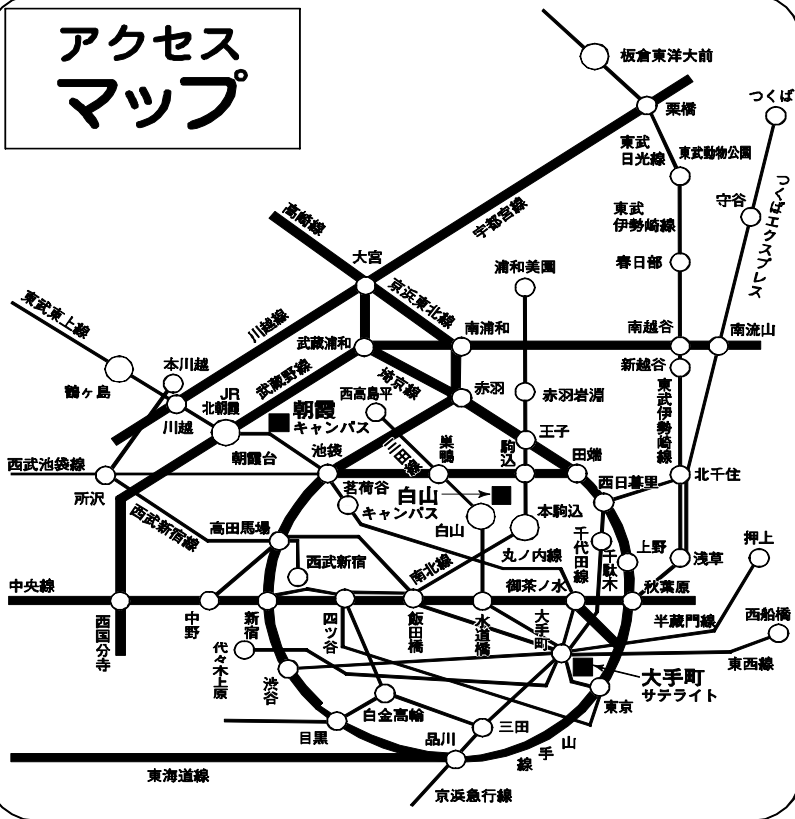 アクセス
マップ
板倉東洋大前
栗橋
つくば
東武
日光線
東武動物公園
つくばエクスプレス
守谷
東武
伊勢崎線
高崎線
宇都宮線
大宮
春日部
浦和美園
京浜東北線
東武東上線
川越線
武蔵浦和
南浦和
南越谷
南流山
新越谷
本川越
武蔵野線
埼京線
鶴ヶ島
JR
北朝霞
西高島平
赤羽
赤羽岩淵
東武伊勢崎線
朝霞
キャンパス
川越
三田線
王子
朝霞台
池袋
巣鴨
駒込
田端
西武池袋線
所沢
茗荷谷
白山
キャンパス
西日暮里
北千住
白山
本駒込
西武新宿線
高田馬場
丸ノ内線
千代田線
千駄木
上野
浅草
押上
西武新宿
南北線
中央線
御茶ノ水
秋葉原
西国分寺
中野
新宿
四ツ谷
飯田橋
水道橋
大手町
半蔵門線
西船橋
代々木上原
渋谷
東西線
大手町
サテライト
白金高輪
東京
目黒
品川
三田
山手線
東海道線
京浜急行線